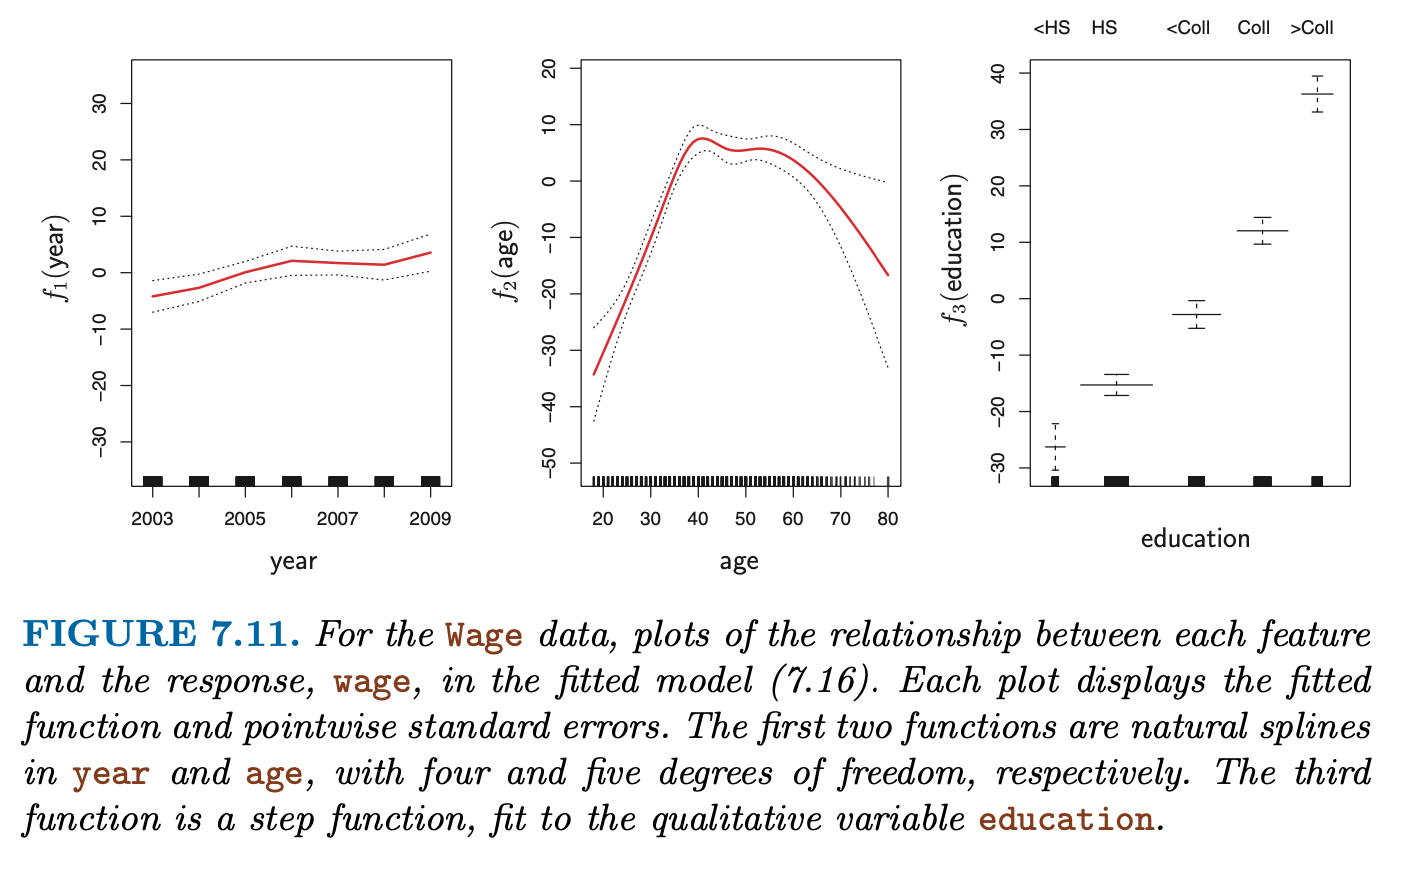 <HS HS <Coll Coll >Coll
30
20
10
0
−10
−20
−30
f1(year)
2003 2005 2007 2009
year
20
10
0
−10
−20
−30
−40
−50
f2(age)
20 30 40 50 60 70 80
age
40
30
20
10
0
−10
−20
−30
f3(education)
education
FIGURE 7.11. For the Wage data, plots of the relationship between each feature
and the response, wage, in the fitted model (7.16). Each plot displays the fitted
function and pointwise standard errors. The first two functions are natural splines
in year and age, with four and five degrees of freedom, respectively. The third
function is a step function, fit to the qualitative variable education.